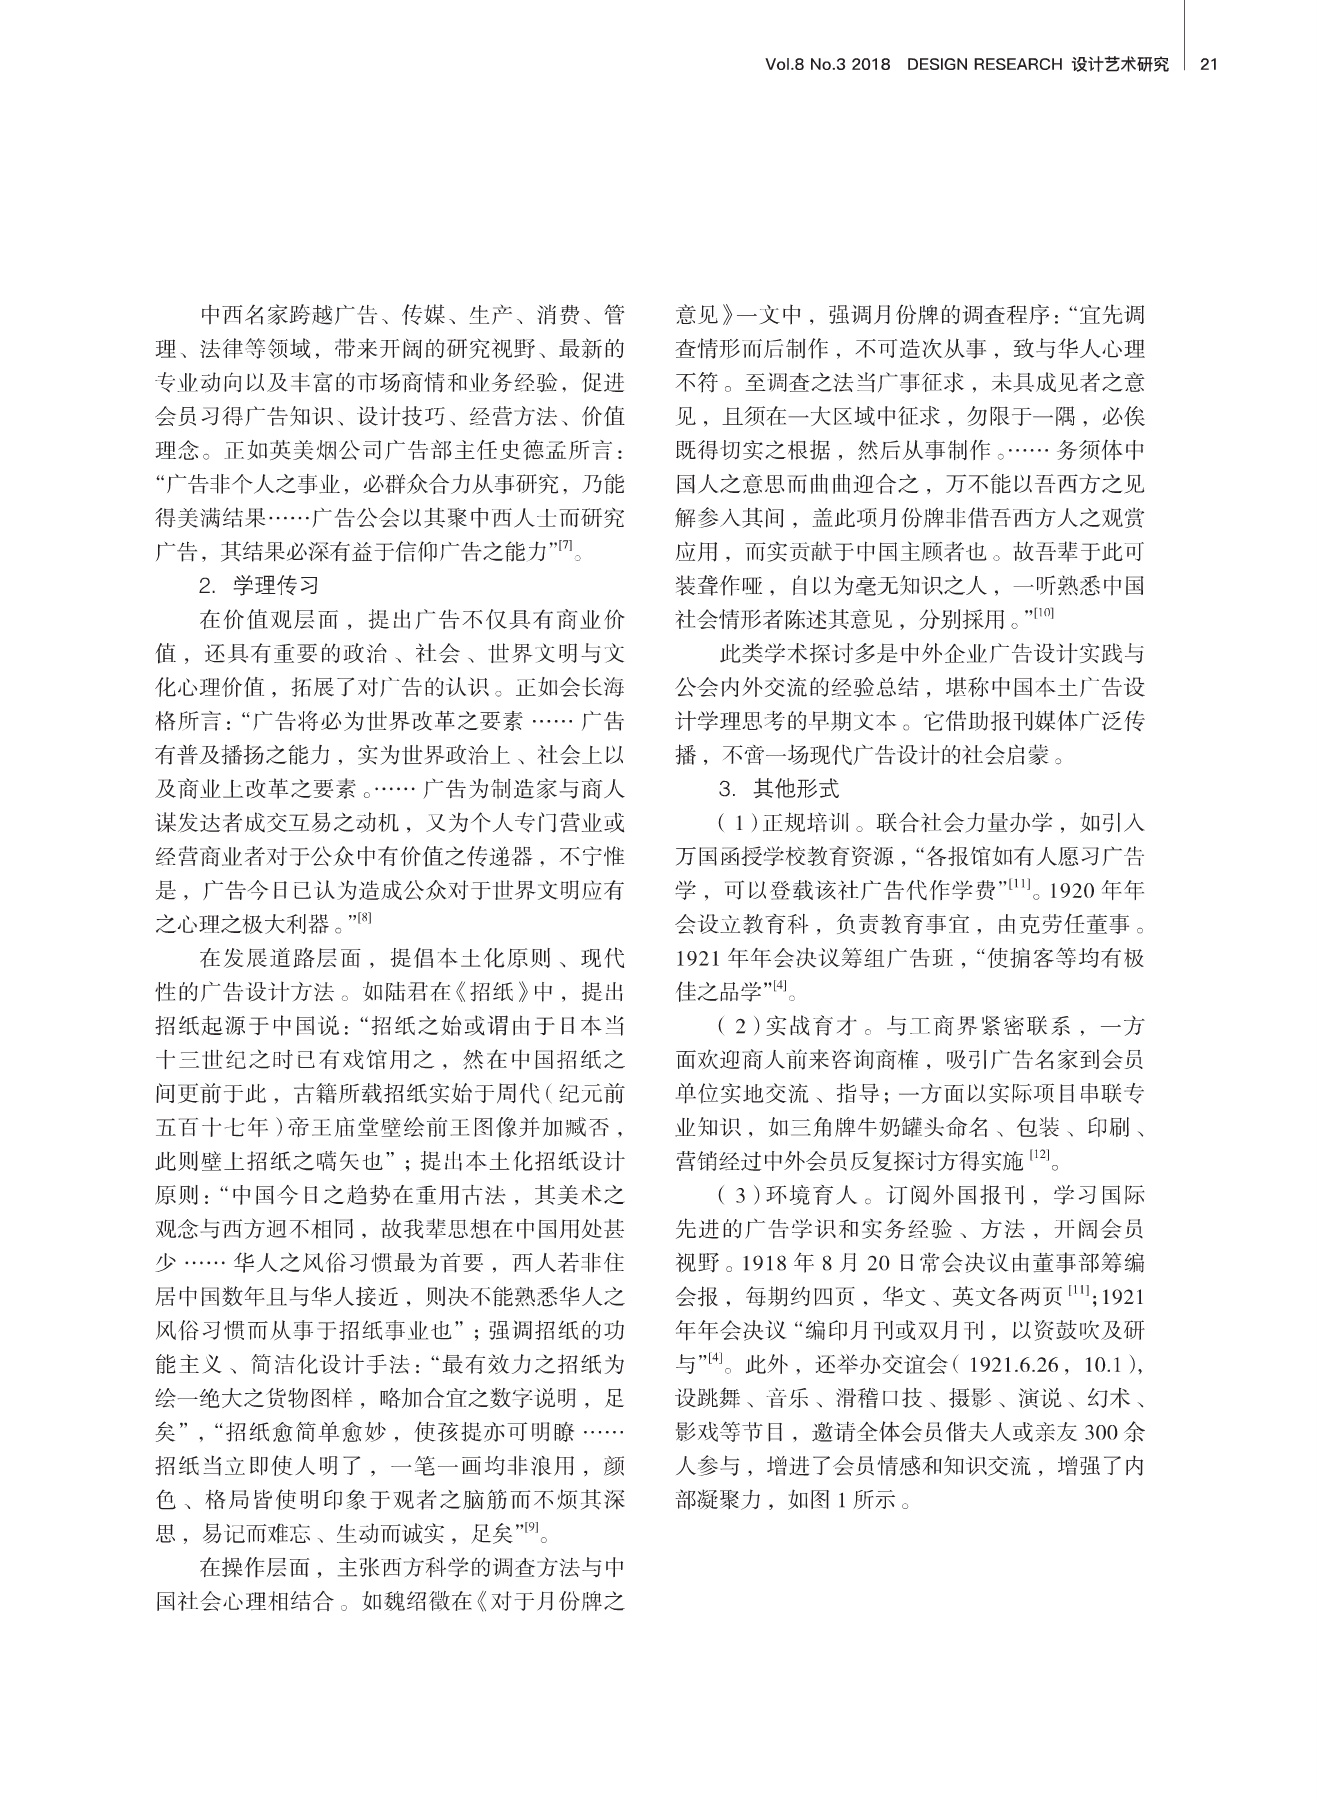 Vol.8 No.3 2018 DESIGN RESEARCH 设计艺术研究 21
中西名家跨越广告、传媒、生产、消费、管
理、法律等领域，带来开阔的研究视野、最新的
专业动向以及丰富的市场商情和业务经验，促进
会员习得广告知识、设计技巧、经营方法、价值
理念。正如英美烟公司广告部主任史德孟所言：
“广告非个人之事业，必群众合力从事研究，乃能
得美满结果……广告公会以其聚中西人士而研究
广告，其结果必深有益于信仰广告之能力”[7]。
2. 学理传习
在价值观层面，提出广告不仅具有商业价
值，还具有重要的政治、社会、世界文明与文
化心理价值，拓展了对广告的认识。正如会长海
格所言：“广告将必为世界改革之要素……广告
有普及播扬之能力，实为世界政治上、社会上以
及商业上改革之要素。……广告为制造家与商人
谋发达者成交互易之动机，又为个人专门营业或
经营商业者对于公众中有价值之传递器，不宁惟
是，广告今日已认为造成公众对于世界文明应有
之心理之极大利器。”[8]
在发展道路层面，提倡本土化原则、现代
性的广告设计方法。如陆君在《招纸》中，提出
招纸起源于中国说：“招纸之始或谓由于日本当
十三世纪之时已有戏馆用之，然在中国招纸之
间更前于此，古籍所载招纸实始于周代（纪元前
五百十七年）帝王庙堂壁绘前王图像并加臧否，
此则壁上招纸之嚆矢也”；提出本土化招纸设计
原则：“中国今日之趋势在重用古法，其美术之
观念与西方迥不相同，故我辈思想在中国用处甚
少……华人之风俗习惯最为首要，西人若非住
居中国数年且与华人接近，则决不能熟悉华人之
风俗习惯而从事于招纸事业也”；强调招纸的功
能主义、简洁化设计手法：“最有效力之招纸为
绘一绝大之货物图样，略加合宜之数字说明，足
矣”，“招纸愈简单愈妙，使孩提亦可明瞭……
招纸当立即使人明了，一笔一画均非浪用，颜
色、格局皆使明印象于观者之脑筋而不烦其深
思，易记而难忘、生动而诚实，足矣”[9]。
在操作层面，主张西方科学的调查方法与中
国社会心理相结合。如魏绍徵在《对于月份牌之
意见》一文中，强调月份牌的调查程序：“宜先调
查情形而后制作，不可造次从事，致与华人心理
不符。至调查之法当广事征求，未具成见者之意
见，且须在一大区域中征求，勿限于一隅，必俟
既得切实之根据，然后从事制作。……务须体中
国人之意思而曲曲迎合之，万不能以吾西方之见
解参入其间，盖此项月份牌非借吾西方人之观赏
应用，而实贡献于中国主顾者也。故吾辈于此可
装聋作哑，自以为毫无知识之人，一听熟悉中国
社会情形者陈述其意见，分别採用。”[10]
此类学术探讨多是中外企业广告设计实践与
公会内外交流的经验总结，堪称中国本土广告设
计学理思考的早期文本。它借助报刊媒体广泛传
播，不啻一场现代广告设计的社会启蒙。
3. 其他形式
（1）正规培训。联合社会力量办学，如引入
万国函授学校教育资源，“各报馆如有人愿习广告
学，可以登载该社广告代作学费”[11]。1920 年年
会设立教育科，负责教育事宜，由克劳任董事。
1921 年年会决议筹组广告班，“使掮客等均有极
佳之品学”[4]。
（2）实战育才。与工商界紧密联系，一方
面欢迎商人前来咨询商榷，吸引广告名家到会员
单位实地交流、指导；一方面以实际项目串联专
业知识，如三角牌牛奶罐头命名、包装、印刷、
营销经过中外会员反复探讨方得实施[12]。
（3）环境育人。订阅外国报刊，学习国际
先进的广告学识和实务经验、方法，开阔会员
视野。1918 年 8 月 20 日常会决议由董事部筹编
会报，每期约四页，华文、英文各两页[11]；1921
年年会决议“编印月刊或双月刊，以资鼓吹及研
与”[4]。此外，还举办交谊会（1921.6.26，10.1），
设跳舞、音乐、滑稽口技、摄影、演说、幻术、
影戏等节目，邀请全体会员偕夫人或亲友 300 余
人参与，增进了会员情感和知识交流，增强了内
部凝聚力，如图 1 所示。